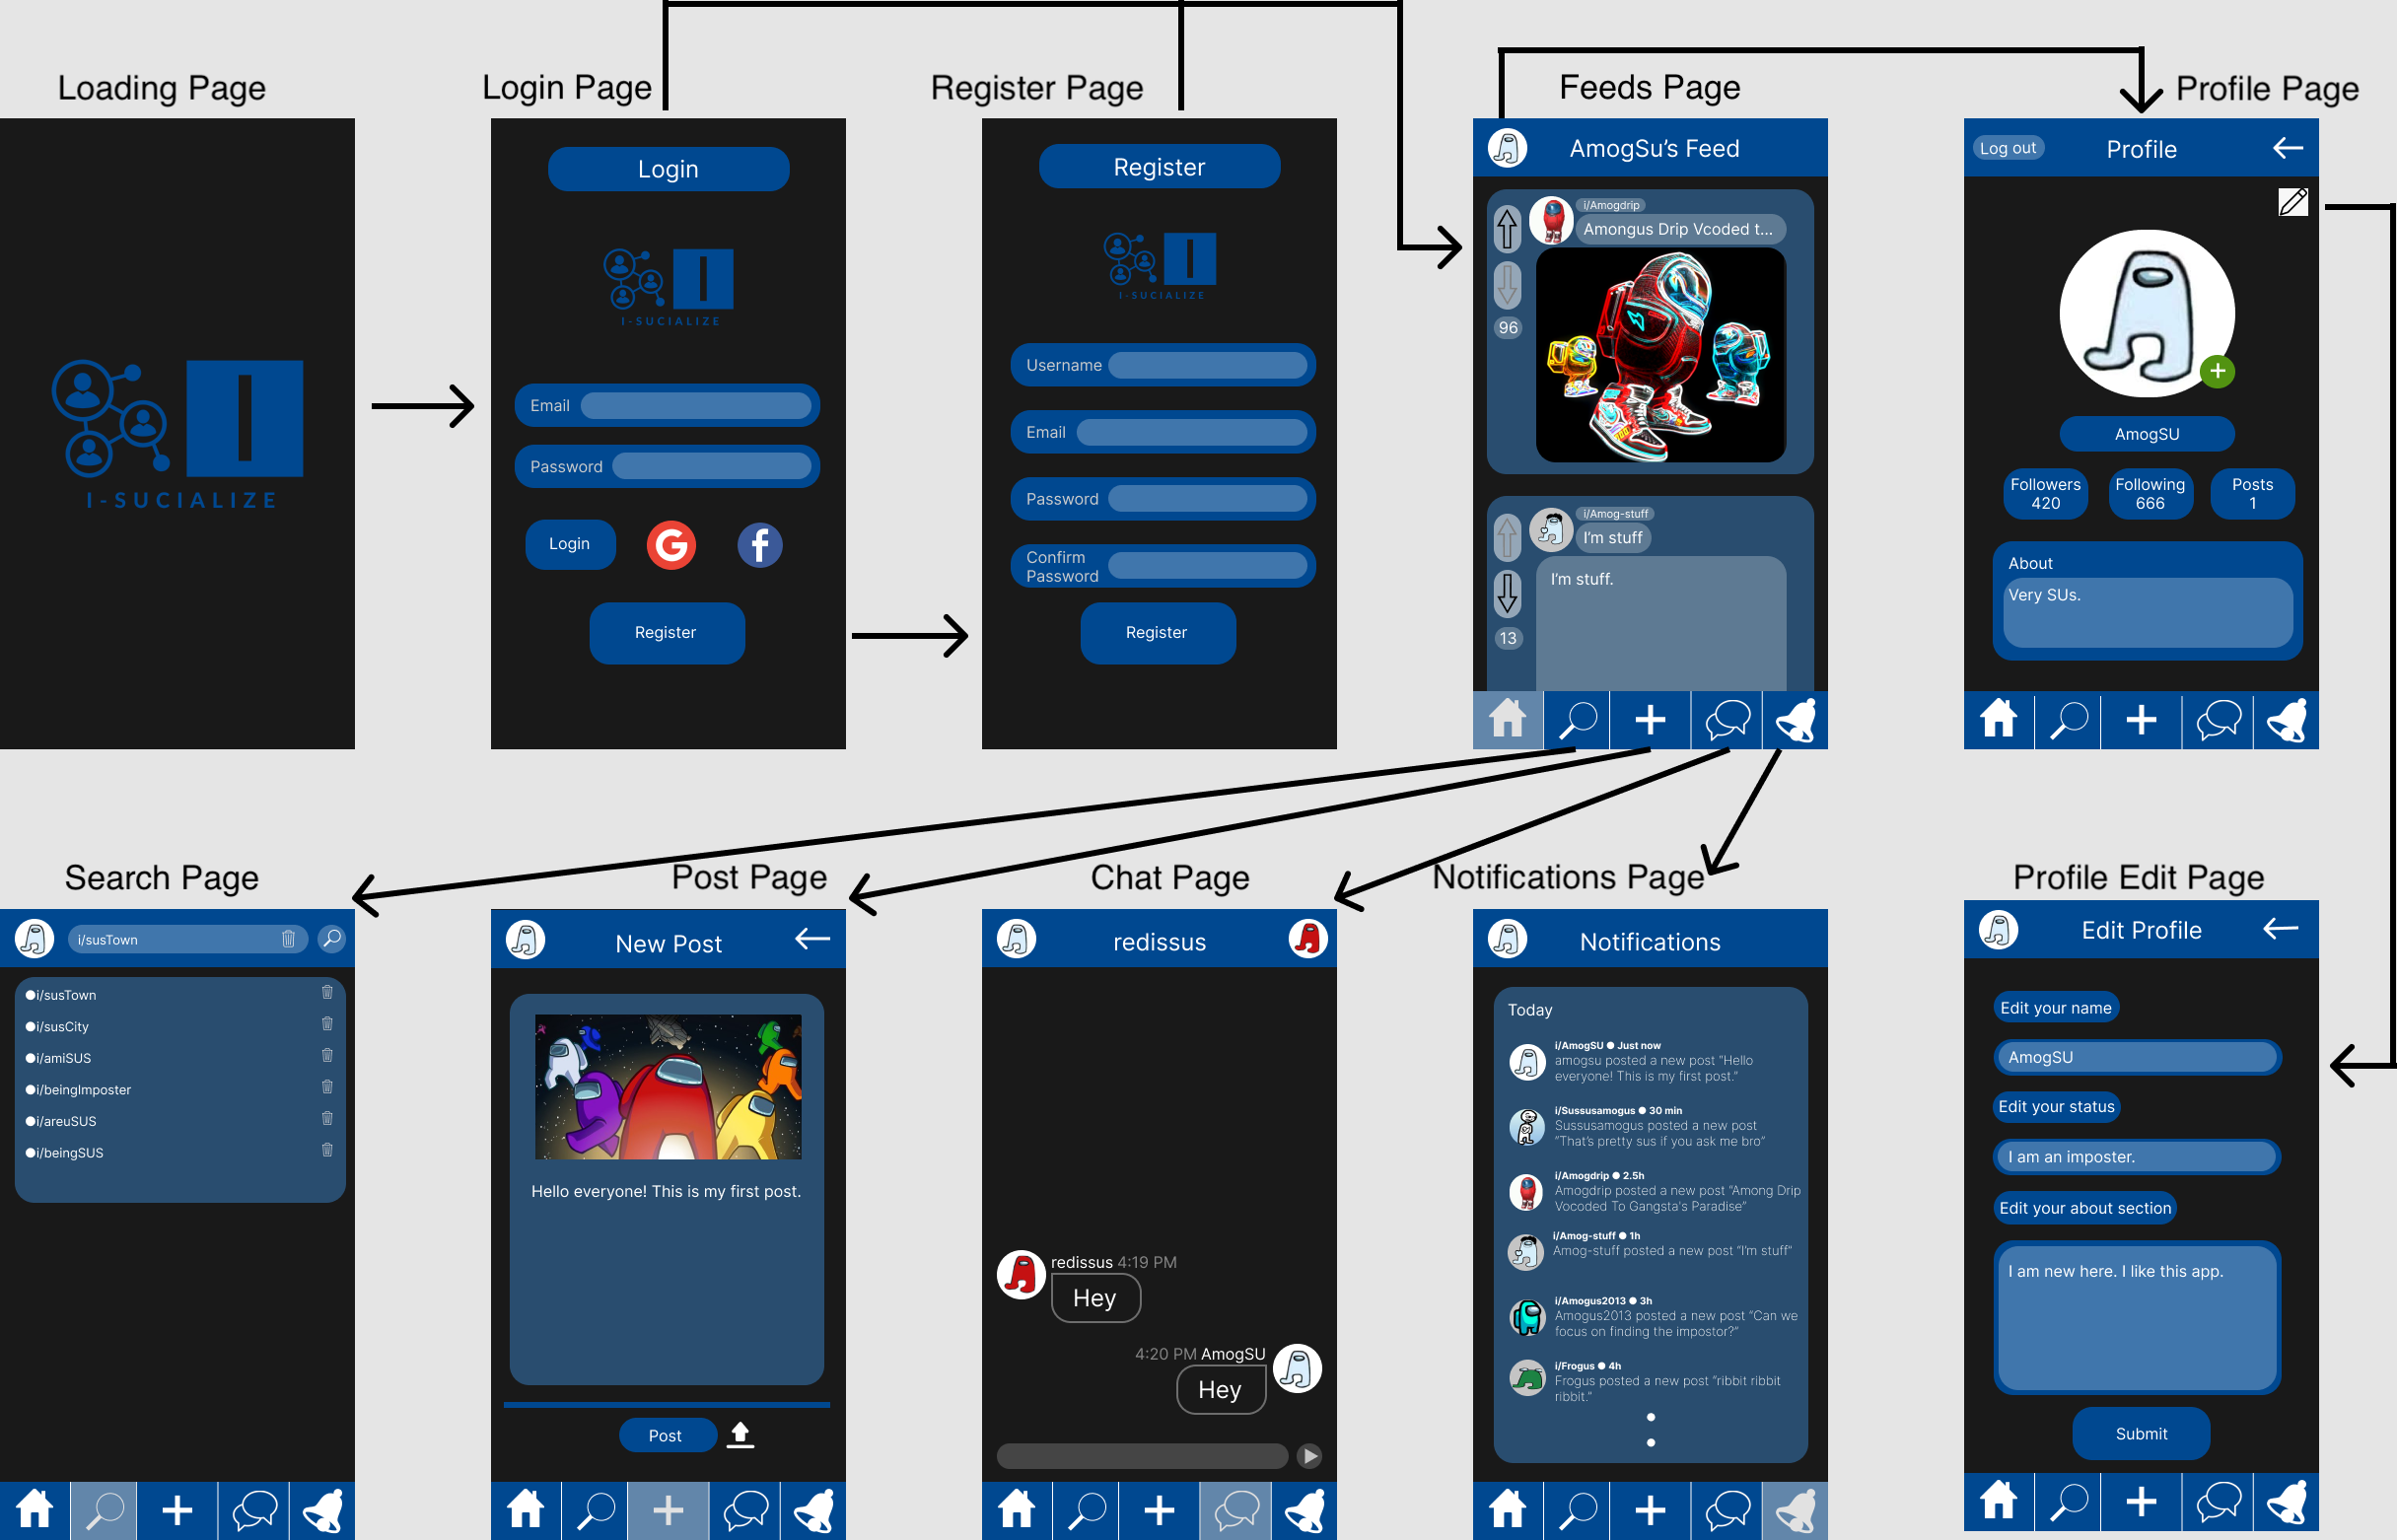 Loading Page
I-SUCIALIZE
Login Page
Login
I-SUCIALIZE
Email
Password
Login
G
f
Register
Register Page
Register
I-SUCIALIZE
Username
Email
Password
Confirm
Password
Register
Feeds Page
AmogSu's Feed
i/Amogdrip
Amongus Drip Vcoded t...
96
i/Amog-stuff
I'm stuff
I'm stuff.
13
Profile Page
Log out
Profile
AmogSU
Followers
420
Following
666
Posts
1
About
Very SUs.
Search Page
i/susTown
i/susTown
i/susCity
i/amiSUS
i/beingImposter
i/areuSUS
i/beingSUS
Post Page
New Post
Hello everyone! This is my first post.
Post
Chat Page
redissus
redissus 4:19 PM
Hey
4:20 PM AmogSU
Hey
Notifications Page
Notifications
Today
i/AmogSU ● Just now
amogsu posted a new post “Hello
everyone! This is my first post.”
i/Sussusamogus ● 30 min
Sussusamogus posted a new post
“That's pretty sus if you ask me bro”
i/Amogdrip ● 2.5h
Amogdrip posted a new post “Among Drip
Vocoded To Gangsta's Paradise”
i/Amog-stuff ● 1h
Amog-stuff posted a new post “I'm stuff”
i/Amogus2013 ● 3h
Amogus2013 posted a new post “Can we
focus on finding the impostor?”
i/Frogus ● 4h
Frogus posted a new post “ribbit ribbit
ribbit.”
Profile Edit Page
Edit Profile
Edit your name
AmogSU
Edit your status
I am an imposter.
Edit your about section
I am new here. I like this app.
Submit